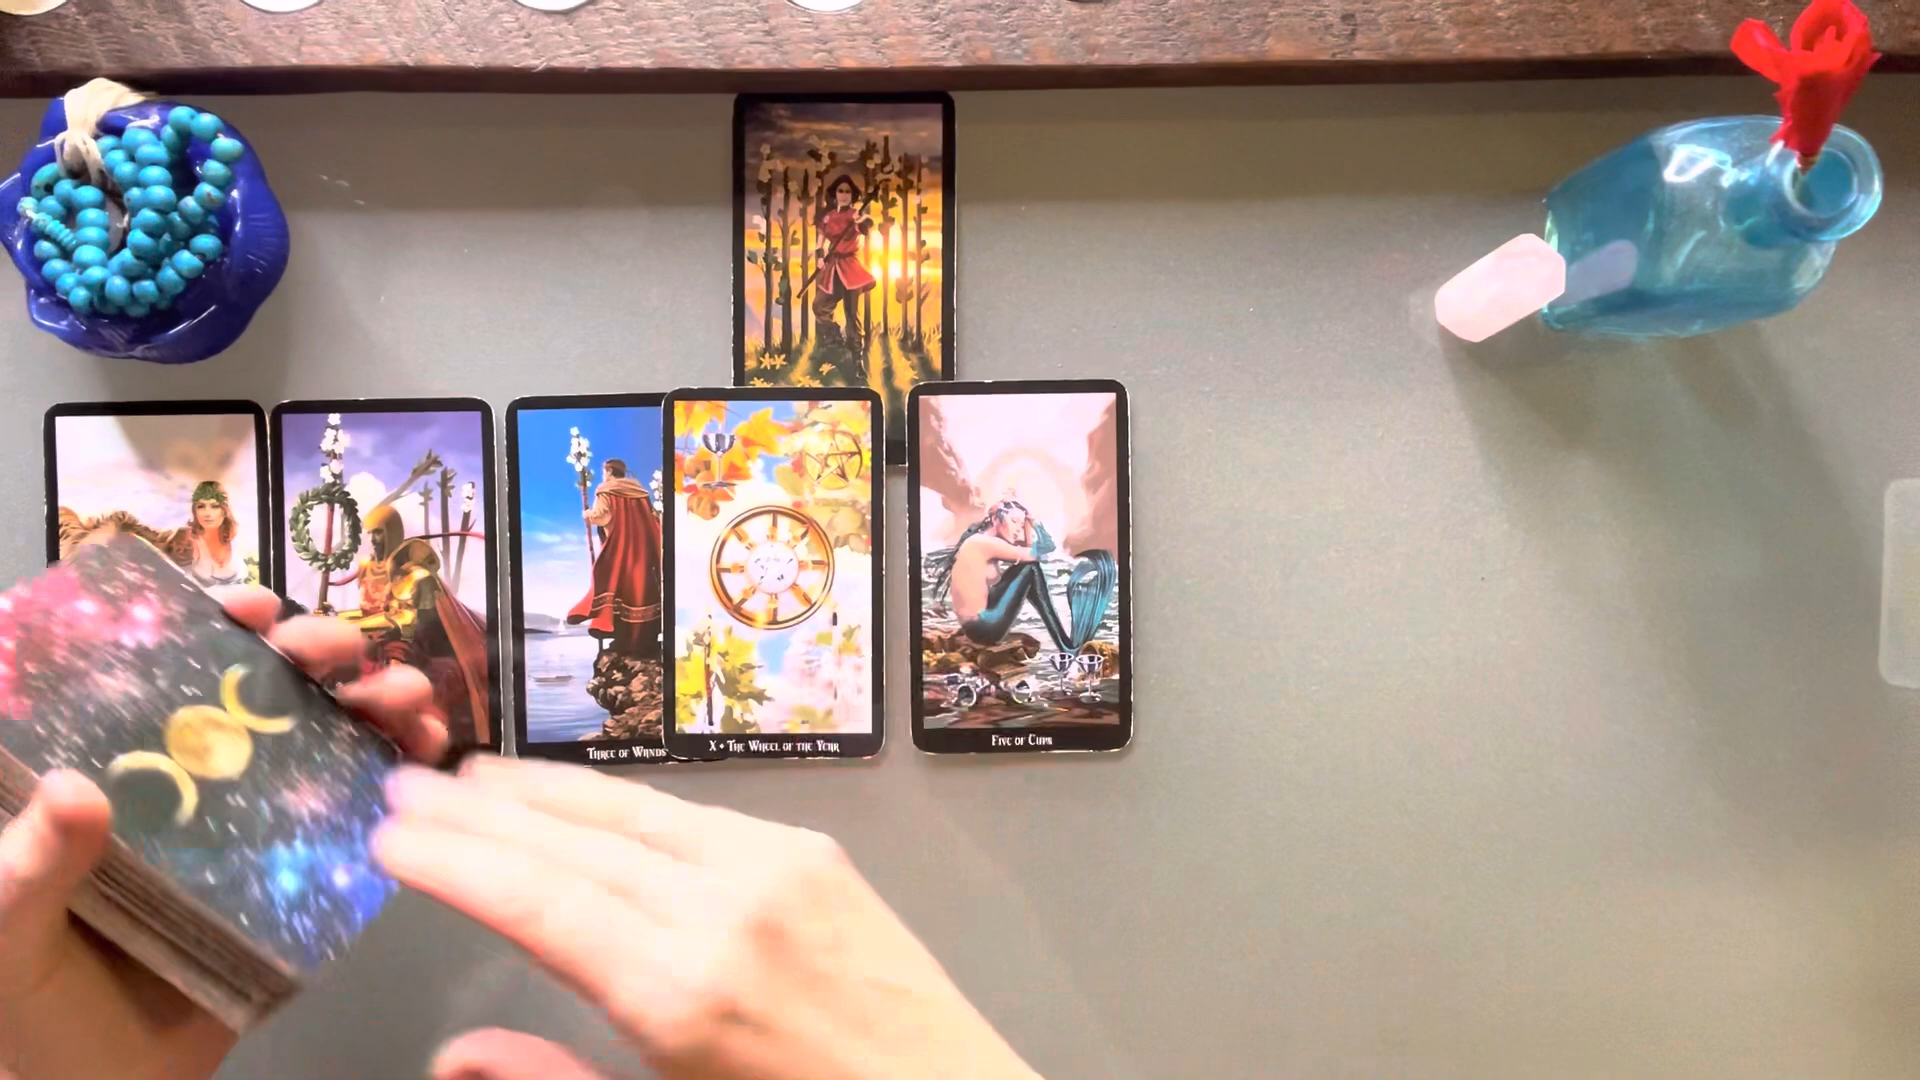 Three of Wands
X • The Wheel of the Year
Five of Cups